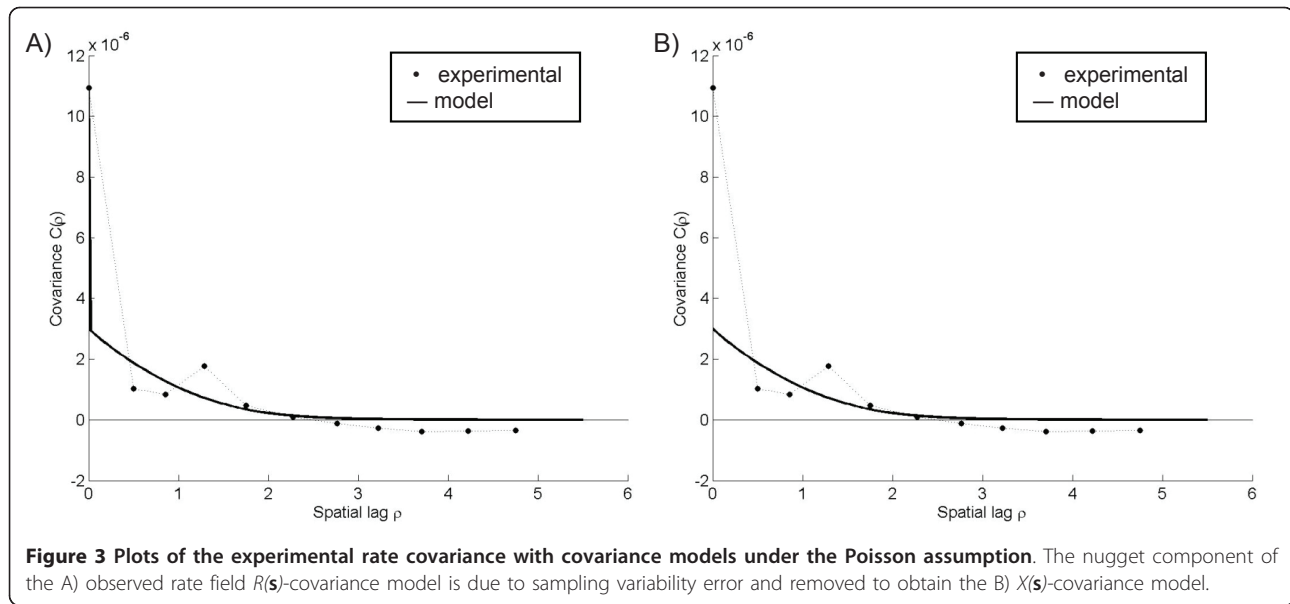 A)
x 10^-6
12
10
8
6
4
2
0
-2
Covariance C(ρ)
• experimental
— model
0 1 2 3 4 5 6
Spatial lag ρ
B)
x 10^-6
12
10
8
6
4
2
0
-2
Covariance C(ρ)
• experimental
— model
0 1 2 3 4 5 6
Spatial lag ρ
Figure 3 Plots of the experimental rate covariance with covariance models under the Poisson assumption. The nugget component of
the A) observed rate field R(s)-covariance model is due to sampling variability error and removed to obtain the B) X(s)-covariance model.